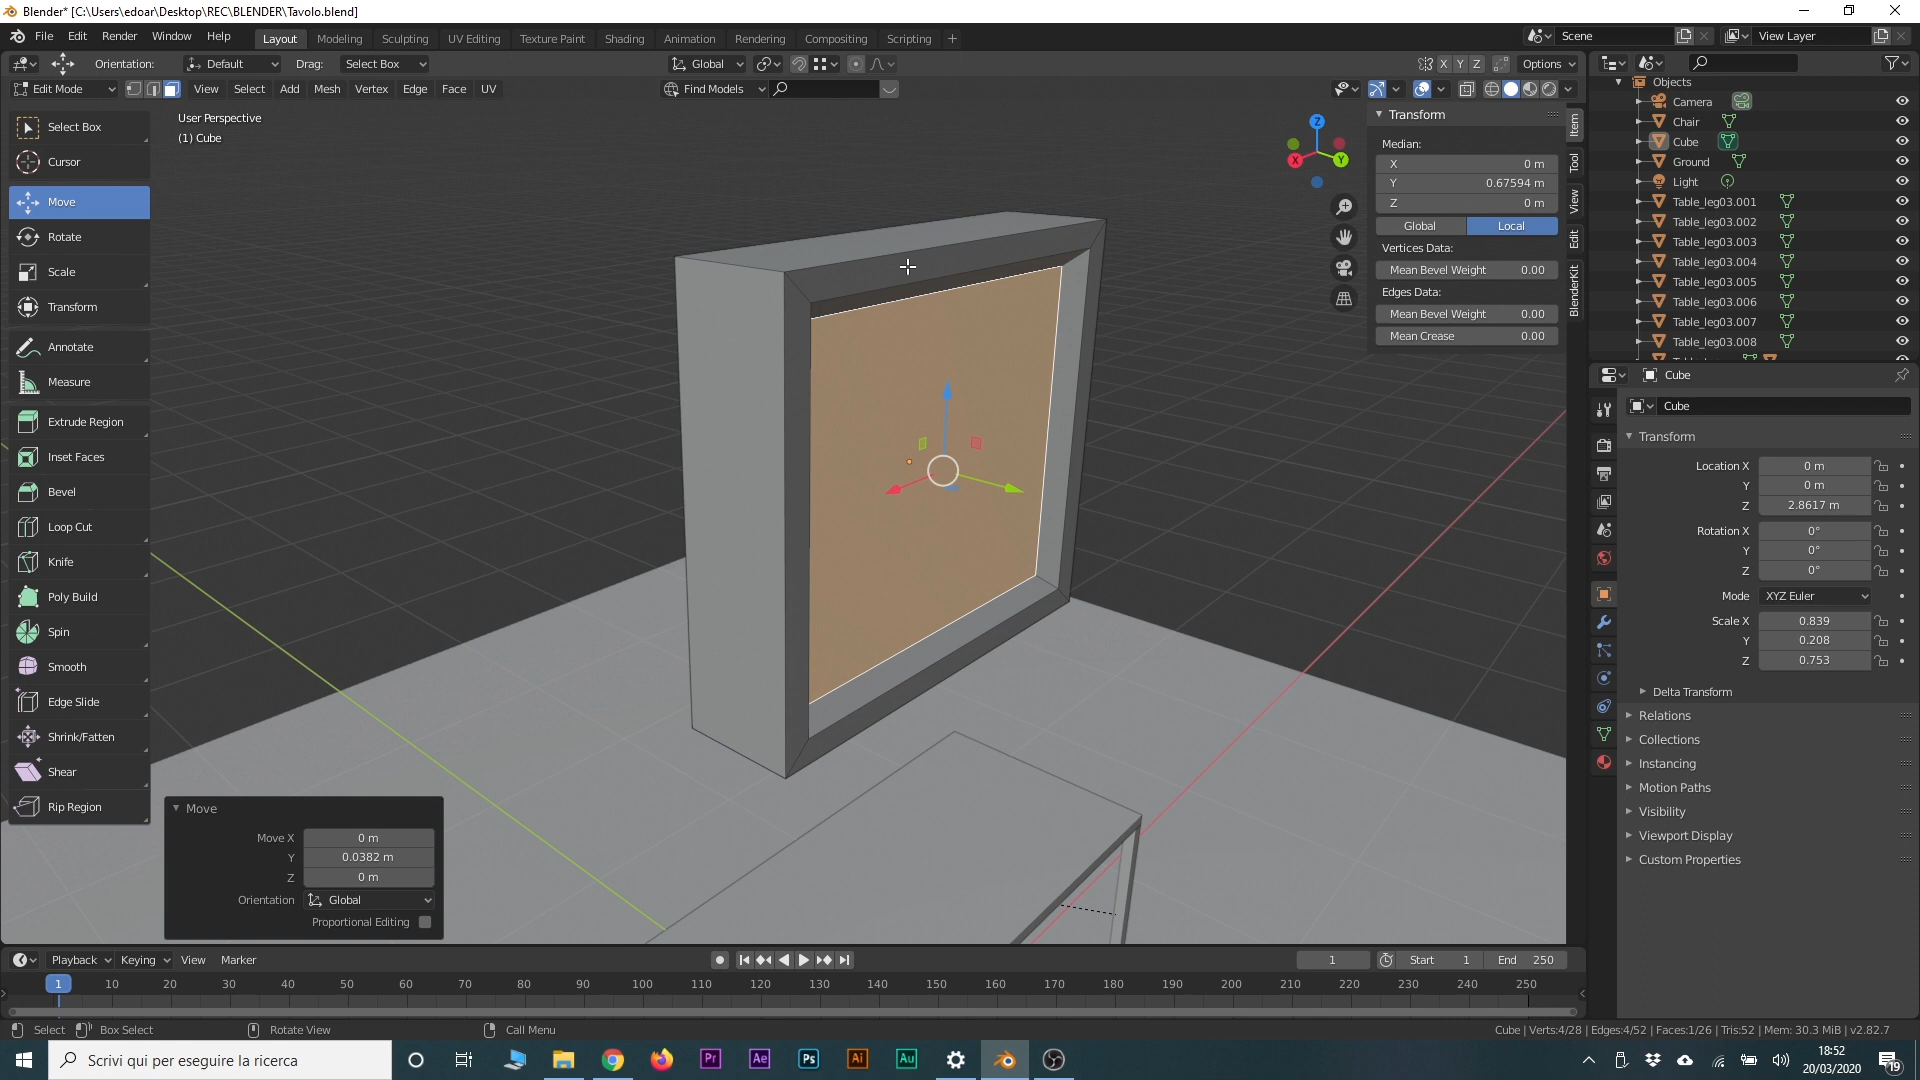 Blender* [C:\Users\edoar\Desktop\REC\BLENDER\Tavolo.blend]
File Edit Render Window Help
Layout Modeling Sculpting UV Editing Texture Paint Shading Animation Rendering Compositing Scripting +
Scene
View Layer
Orientation: Default Drag: Select Box
Global
X Y Z Options
Edit Mode View Select Add Mesh Vertex Edge Face UV
Find Models
Select Box
Cursor
Move
Rotate
Scale
Transform
Annotate
Measure
Extrude Region
Inset Faces
Bevel
Loop Cut
Knife
Poly Build
Spin
Smooth
Edge Slide
Shrink/Fatten
Shear
Rip Region
User Perspective
(1) Cube
Z
X
Y
Transform
Median:
X 0 m
Y 0.67594 m
Z 0 m
Global Local
Vertices Data:
Mean Bevel Weight 0.00
Edges Data:
Mean Bevel Weight 0.00
Mean Crease 0.00
Item
Tool
View
Edit
BlenderKit
Objects
Camera
Chair
Cube
Ground
Light
Table_leg03.001
Table_leg03.002
Table_leg03.003
Table_leg03.004
Table_leg03.005
Table_leg03.006
Table_leg03.007
Table_leg03.008
Cube
Cube
Transform
Location X 0 m
Y 0 m
Z 2.8617 m
Rotation X 0°
Y 0°
Z 0°
Mode XYZ Euler
Scale X 0.839
Y 0.208
Z 0.753
Delta Transform
Relations
Collections
Instancing
Motion Paths
Visibility
Viewport Display
Custom Properties
Move
Move X 0 m
Y 0.0382 m
Z 0 m
Orientation Global
Proportional Editing
Playback Keying View Marker
1 Start 1 End 250
1 10 20 30 40 50 60 70 80 90 100 110 120 130 140 150 160 170 180 190 200 210 220 230 240 250
Select Box Select Rotate View Call Menu
Cube | Verts:4/28 | Edges:4/52 | Faces:1/26 | Tris:52 | Mem: 30.3 MiB | v2.82.7
Scrivi qui per eseguire la ricerca
Pr Ae Ps Ai Au
18:52
20/03/2020
19